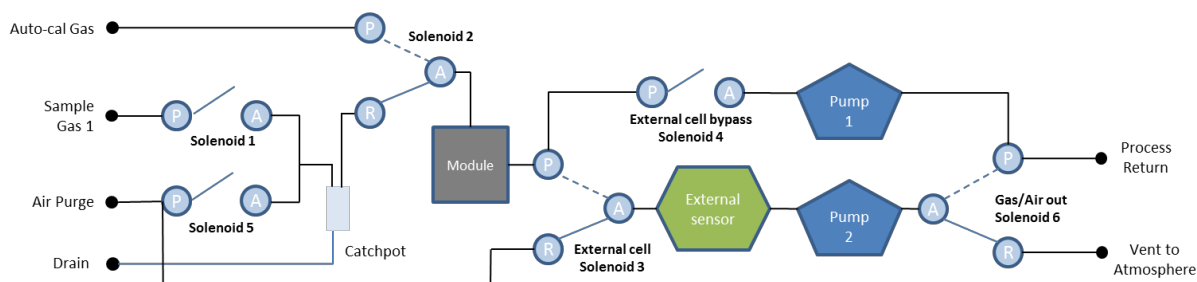 Auto-cal Gas
P
Solenoid 2
A
Sample
Gas 1
P
A
Solenoid 1
R
Air Purge
P
A
Solenoid 5
Drain
Catchpot
Module
P
A
External cell bypass
Solenoid 4
Pump
1
P
Process
Return
P
A
External
sensor
Pump
2
A
Gas/Air out
Solenoid 6
R
External cell
Solenoid 3
R
Vent to
Atmosphere